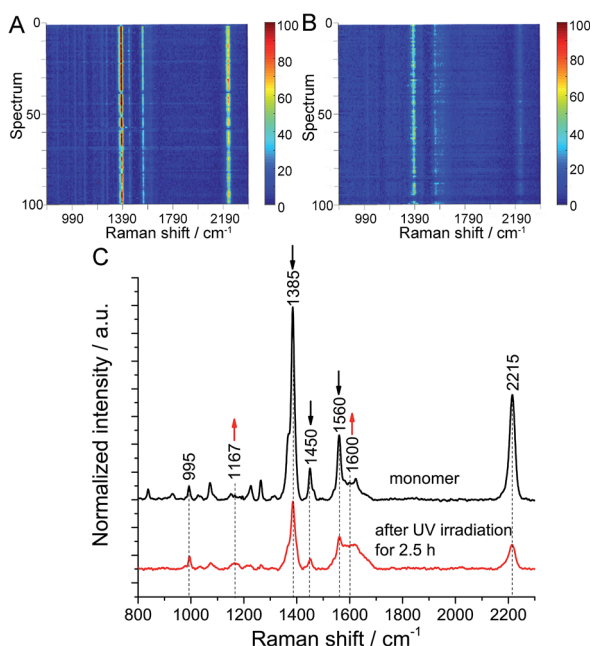 A
B
1
50
100
Spectrum
990 1390 1790 2190
Raman shift / cm-1
100
80
60
40
20
0
1
50
100
Spectrum
990 1390 1790 2190
Raman shift / cm-1
100
80
60
40
20
0
C
Normalized intensity / a.u.
995
1167
1385
1450
1560
1600
2215
monomer
after UV irradiation
for 2.5 h
800 1000 1200 1400 1600 1800 2000 2200
Raman shift / cm-1